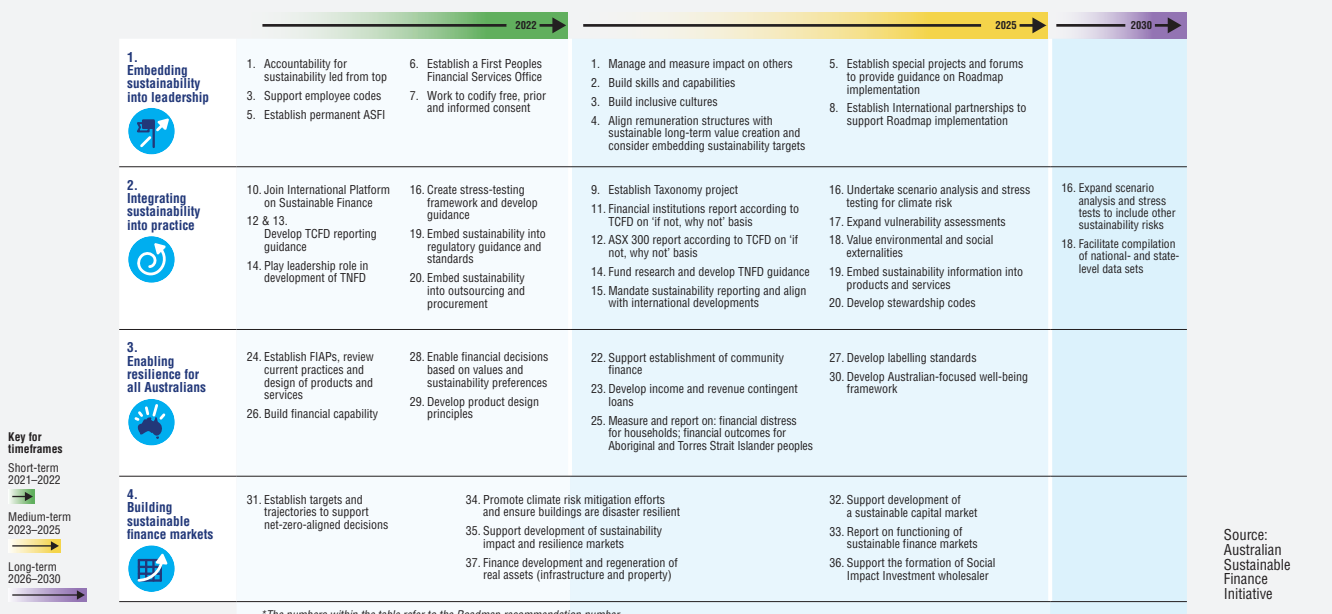 2022
2025
2030
1.
Embedding
sustainability
into leadership
1. Accountability for
sustainability led from top
3. Support employee codes
5. Establish permanent ASFI
6. Establish a First Peoples
Financial Services Office
7. Work to codify free, prior
and informed consent
1. Manage and measure impact on others
2. Build skills and capabilities
3. Build inclusive cultures
4. Align remuneration structures with
sustainable long-term value creation and
consider embedding sustainability targets
5. Establish special projects and forums
to provide guidance on Roadmap
implementation
8. Establish International partnerships to
support Roadmap implementation
2.
Integrating
sustainability
into practice
10. Join International Platform
on Sustainable Finance
12 & 13.
Develop TCFD reporting
guidance
14. Play leadership role in
development of TNFD
16. Create stress-testing
framework and develop
guidance
19. Embed sustainability into
regulatory guidance and
standards
20. Embed sustainability
into outsourcing and
procurement
9. Establish Taxonomy project
11. Financial institutions report according to
TCFD on ‘if not, why not’ basis
12. ASX 300 report according to TCFD on ‘if
not, why not’ basis
14. Fund research and develop TNFD guidance
15. Mandate sustainability reporting and align
with international developments
16. Undertake scenario analysis and stress
testing for climate risk
17. Expand vulnerability assessments
18. Value environmental and social
externalities
19. Embed sustainability information into
products and services
20. Develop stewardship codes
16. Expand scenario
analysis and stress
tests to include other
sustainability risks
18. Facilitate compilation
of national- and state-
level data sets
3.
Enabling
resilience for
all Australians
24. Establish FIAPs, review
current practices and
design of products and
services
26. Build financial capability
28. Enable financial decisions
based on values and
sustainability preferences
29. Develop product design
principles
22. Support establishment of community
finance
23. Develop income and revenue contingent
loans
25. Measure and report on: financial distress
for households; financial outcomes for
Aboriginal and Torres Strait Islander peoples
27. Develop labelling standards
30. Develop Australian-focused well-being
framework
4.
Building
sustainable
finance markets
31. Establish targets and
trajectories to support
net-zero-aligned decisions
34. Promote climate risk mitigation efforts
and ensure buildings are disaster resilient
35. Support development of sustainability
impact and resilience markets
37. Finance development and regeneration of
real assets (infrastructure and property)
32. Support development of
a sustainable capital market
33. Report on functioning of
sustainable finance markets
36. Support the formation of Social
Impact Investment wholesaler
*The numbers within the table refer to the Roadmap recommendation number
Key for
timeframes
Short-term
2021–2022
Medium-term
2023–2025
Long-term
2026–2030
Source:
Australian
Sustainable
Finance
Initiative